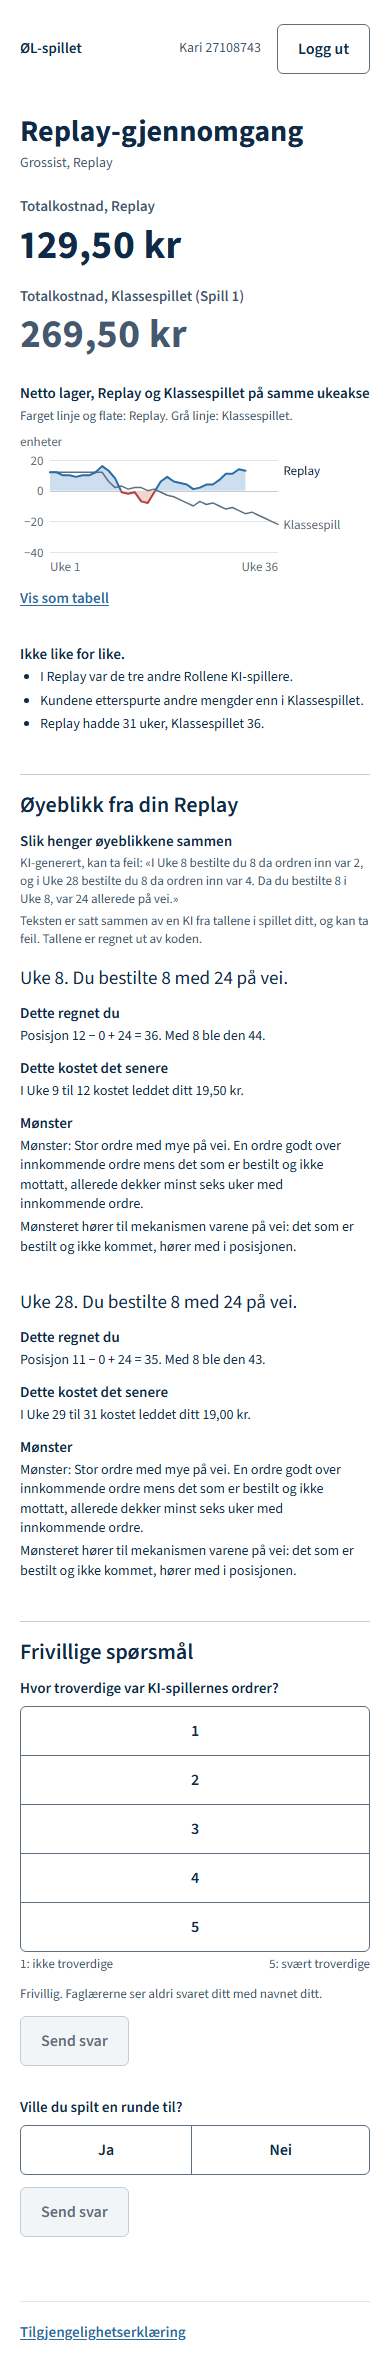 ØL-spillet
Kari 27108743
Logg ut
Replay-gjennomgang
Grossist, Replay
Totalkostnad, Replay
129,50 kr
Totalkostnad, Klassespillet (Spill 1)
269,50 kr
Netto lager, Replay og Klassespillet på samme ukeakse
Farget linje og flate: Replay. Grå linje: Klassespillet.
enheter
20
0
−20
−40
Replay
Klassespill
Uke 1
Uke 36
Vis som tabell
Ikke like for like.
I Replay var de tre andre Rollene KI-spillere.
Kundene etterspurte andre mengder enn i Klassespillet.
Replay hadde 31 uker, Klassespillet 36.
Øyeblikk fra din Replay
Slik henger øyeblikkene sammen
KI-generert, kan ta feil: «I Uke 8 bestilte du 8 da ordren inn var 2,
og i Uke 28 bestilte du 8 da ordren inn var 4. Da du bestilte 8 i
Uke 8, var 24 allerede på vei.»
Teksten er satt sammen av en KI fra tallene i spillet ditt, og kan ta
feil. Tallene er regnet ut av koden.
Uke 8. Du bestilte 8 med 24 på vei.
Dette regnet du
Posisjon 12 − 0 + 24 = 36. Med 8 ble den 44.
Dette kostet det senere
I Uke 9 til 12 kostet leddet ditt 19,50 kr.
Mønster
Mønster: Stor ordre med mye på vei. En ordre godt over
innkommende ordre mens det som er bestilt og ikke
mottatt, allerede dekker minst seks uker med
innkommende ordre.
Mønsteret hører til mekanismen varene på vei: det som er
bestilt og ikke kommet, hører med i posisjonen.
Uke 28. Du bestilte 8 med 24 på vei.
Dette regnet du
Posisjon 11 − 0 + 24 = 35. Med 8 ble den 43.
Dette kostet det senere
I Uke 29 til 31 kostet leddet ditt 19,00 kr.
Mønster
Mønster: Stor ordre med mye på vei. En ordre godt over
innkommende ordre mens det som er bestilt og ikke
mottatt, allerede dekker minst seks uker med
innkommende ordre.
Mønsteret hører til mekanismen varene på vei: det som er
bestilt og ikke kommet, hører med i posisjonen.
Frivillige spørsmål
Hvor troverdige var KI-spillernes ordrer?
1
2
3
4
5
1: ikke troverdige
5: svært troverdige
Frivillig. Faglærerne ser aldri svaret ditt med navnet ditt.
Send svar
Ville du spilt en runde til?
Ja
Nei
Send svar
Tilgjengelighetserklæring